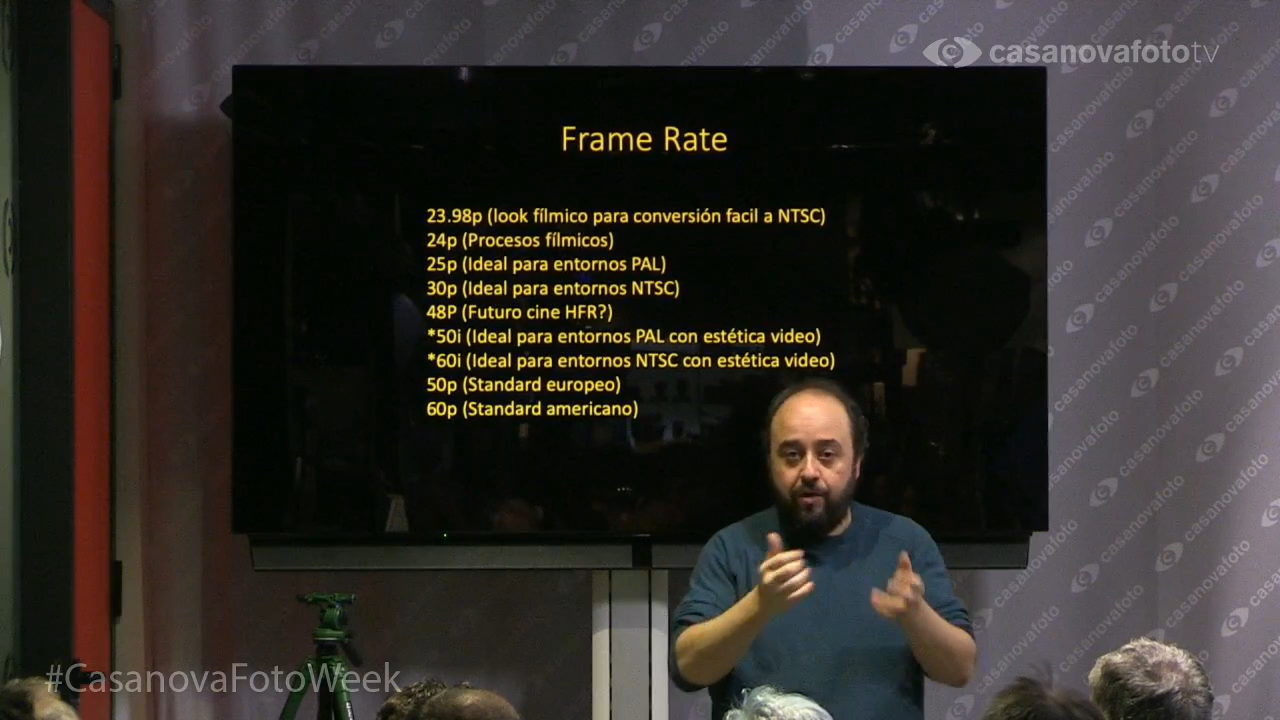 casanovafototv
Frame Rate
23.98p (look fílmico para conversión facil a NTSC)
24p (Procesos fílmicos)
25p (Ideal para entornos PAL)
30p (Ideal para entornos NTSC)
48P (Futuro cine HFR?)
*50i (Ideal para entornos PAL con estética video)
*60i (Ideal para entornos NTSC con estética video)
50p (Standard europeo)
60p (Standard americano)
casanovafoto
#CasanovaFotoWeek